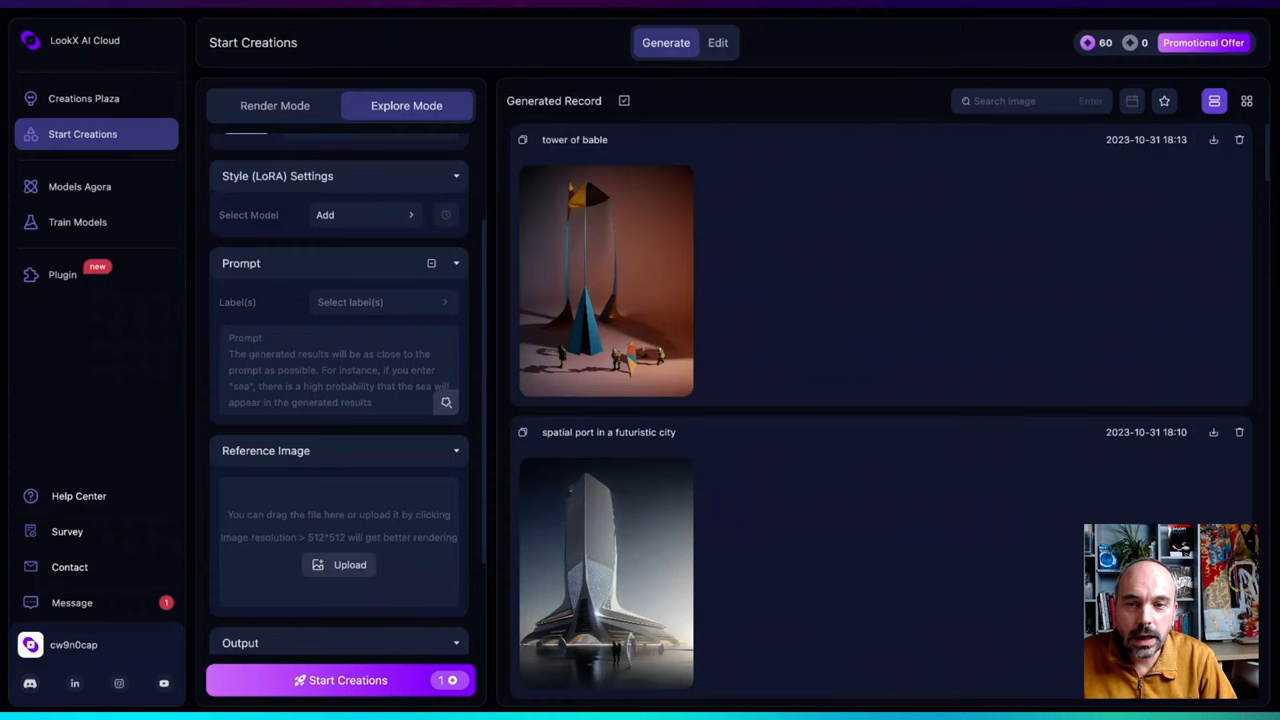 LookX AI Cloud
Creations Plaza
Start Creations
Models Agora
Train Models
Plugin
new
Help Center
Survey
Contact
Message
1
cw9n0cap
Start Creations
Generate
Edit
60
0
Promotional Offer
Render Mode
Explore Mode
Style (LoRA) Settings
Select Model
Add
Prompt
Label(s)
Select label(s)
Prompt
The generated results will be as close to the
prompt as possible. For instance, if you enter
"sea", there is a high probability that the sea will
appear in the generated results
Reference Image
You can drag the file here or upload it by clicking
Image resolution > 512*512 will get better rendering
Upload
Output
Start Creations
1
Generated Record
Search image
Enter
tower of bable
2023-10-31 18:13
spatial port in a futuristic city
2023-10-31 18:10